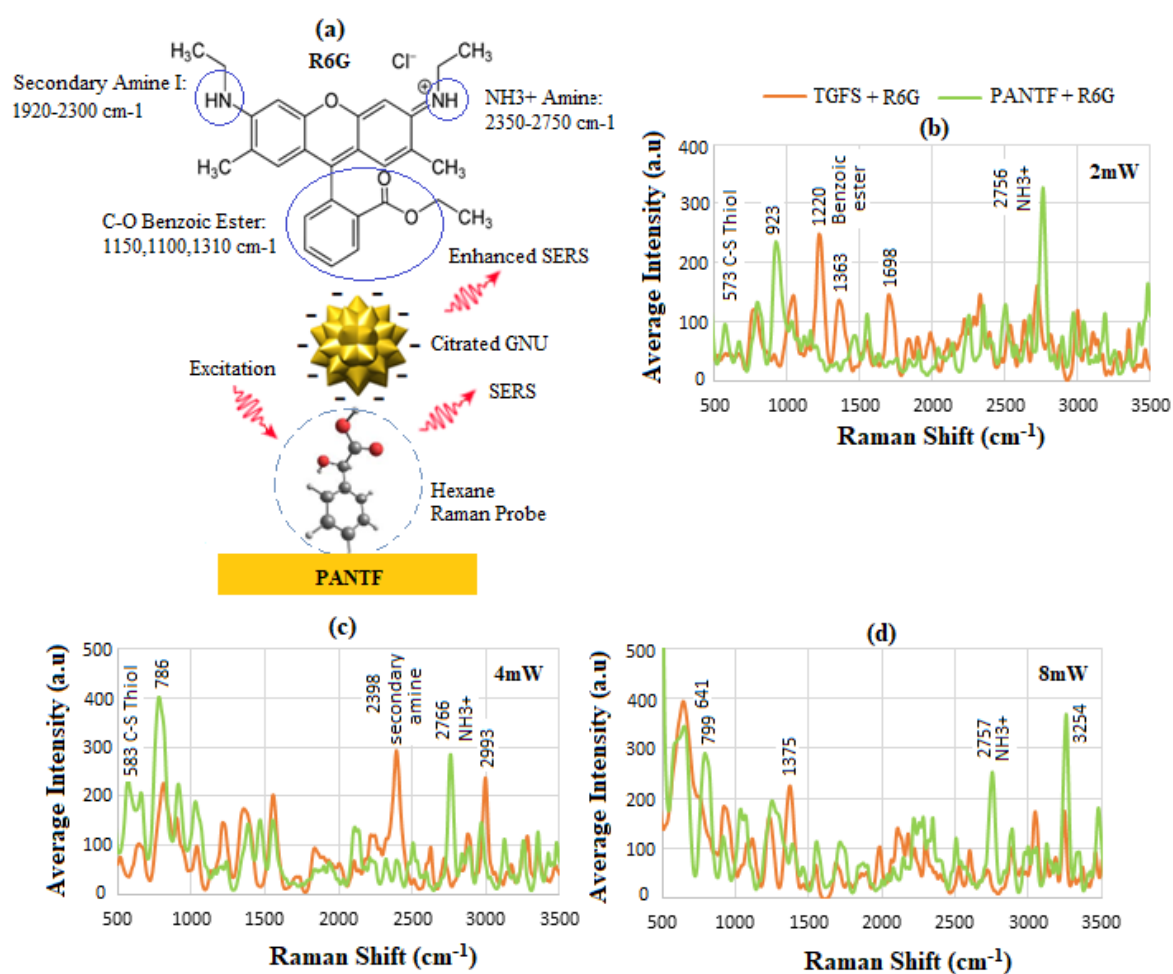 (a)
R6G
H₃C
Cl⁻
CH₃
Secondary Amine I:
1920-2300 cm-1
HN
O
⊕
NH
NH3+ Amine:
2350-2750 cm-1
H₃C
CH₃
O
O
CH₃
C-O Benzoic Ester:
1150,1100,1310 cm-1
Enhanced SERS
Citrated GNU
Excitation
SERS
Hexane
Raman Probe
PANTF
TGFS + R6G
PANTF + R6G
(b)
2mW
Average Intensity (a.u)
400
300
200
100
0
573 C-S Thiol
923
1220
Benzoic
ester
1363
1698
2756
NH3+
500 1000 1500 2000 2500 3000 3500
Raman Shift (cm⁻¹)
(c)
4mW
Average Intensity (a.u)
500
400
300
200
100
0
583 C-S Thiol
786
2398
secondary
amine
2766
NH3+
2993
500 1000 1500 2000 2500 3000 3500
Raman Shift (cm⁻¹)
(d)
8mW
Average Intensity (a.u)
500
400
300
200
100
0
799 641
1375
2757
NH3+
3254
500 1000 1500 2000 2500 3000 3500
Raman Shift (cm⁻¹)